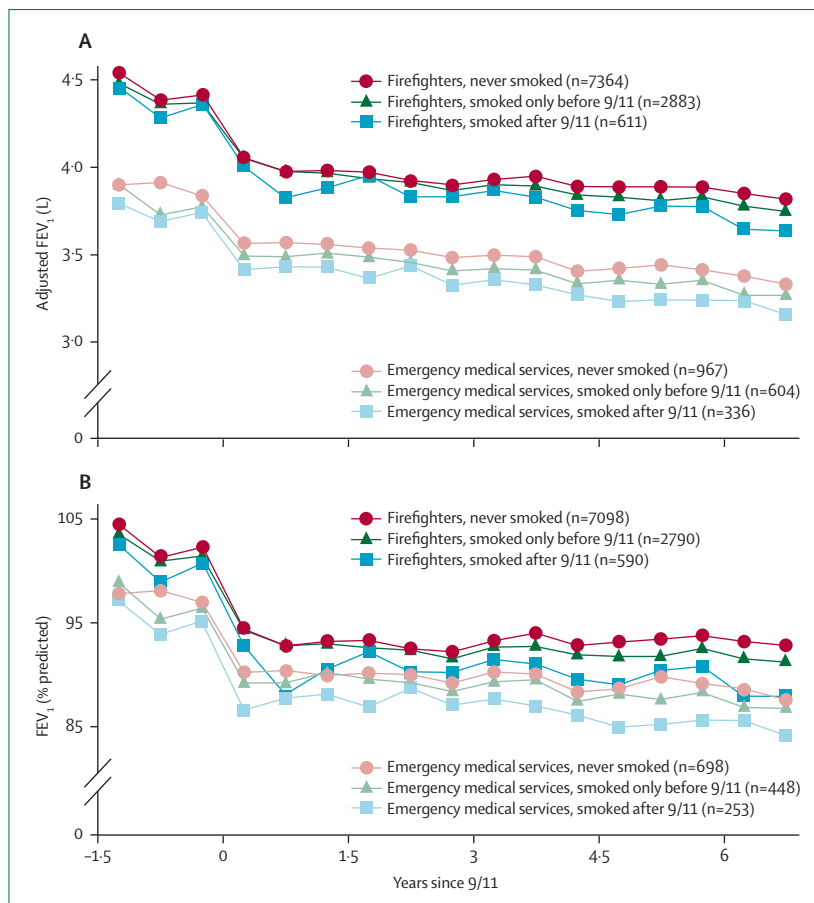 A
4·5
4·0
3·5
3·0
0
Adjusted FEV1 (L)
Firefighters, never smoked (n=7364)
Firefighters, smoked only before 9/11 (n=2883)
Firefighters, smoked after 9/11 (n=611)
Emergency medical services, never smoked (n=967)
Emergency medical services, smoked only before 9/11 (n=604)
Emergency medical services, smoked after 9/11 (n=336)
B
105
95
85
0
FEV1 (% predicted)
Firefighters, never smoked (n=7098)
Firefighters, smoked only before 9/11 (n=2790)
Firefighters, smoked after 9/11 (n=590)
Emergency medical services, never smoked (n=698)
Emergency medical services, smoked only before 9/11 (n=448)
Emergency medical services, smoked after 9/11 (n=253)
–1·5 0 1·5 3 4·5 6
Years since 9/11